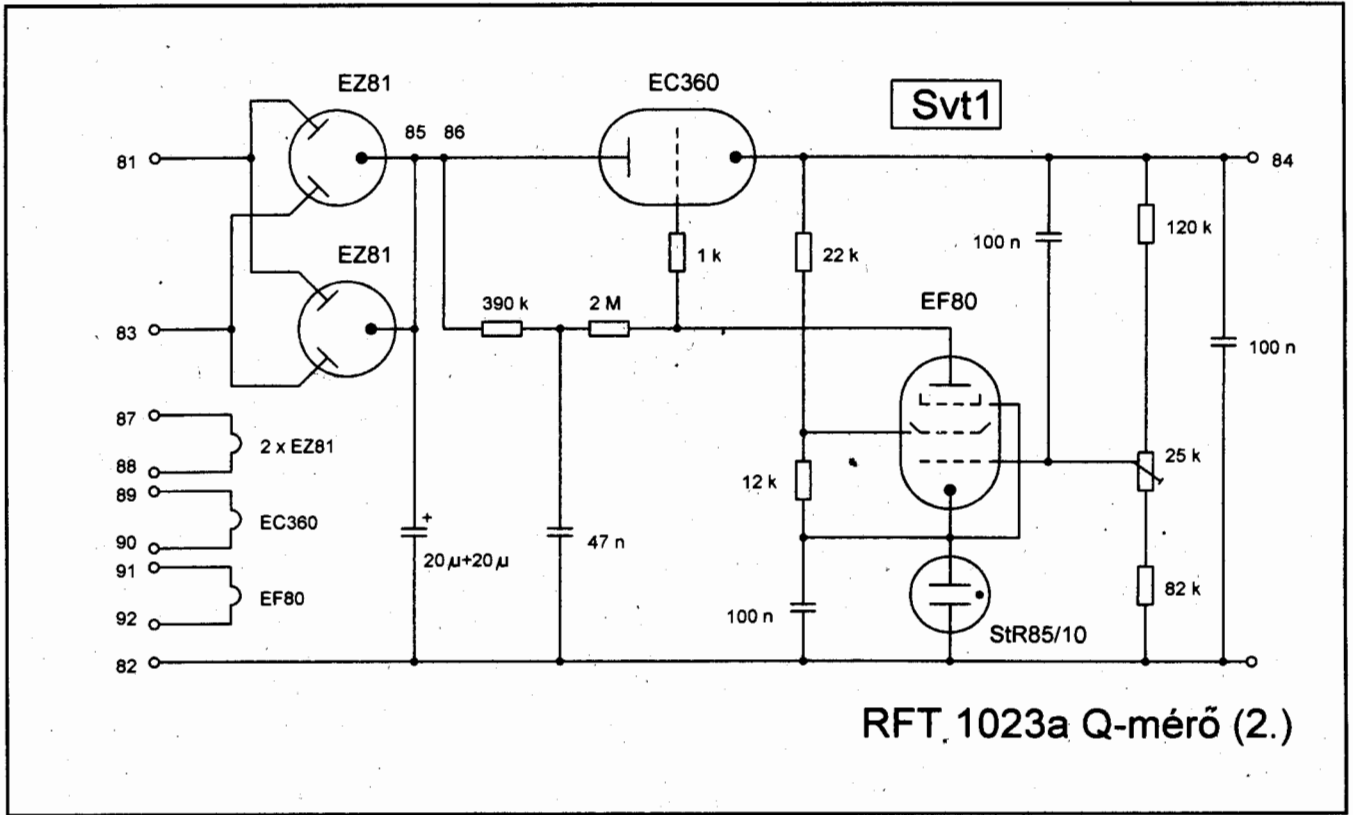 EZ81
EC360
Svt1
85 86
81
84
120 k
100 n
1 k
22 k
EZ81
EF80
390 k
2 M
83
100 n
87
2 x EZ81
88
25 k
89
12 k
EC360
90
+
20 µ+20 µ
47 n
91
EF80
82 k
92
100 n
StR85/10
82
RFT 1023a Q-mérő (2.)